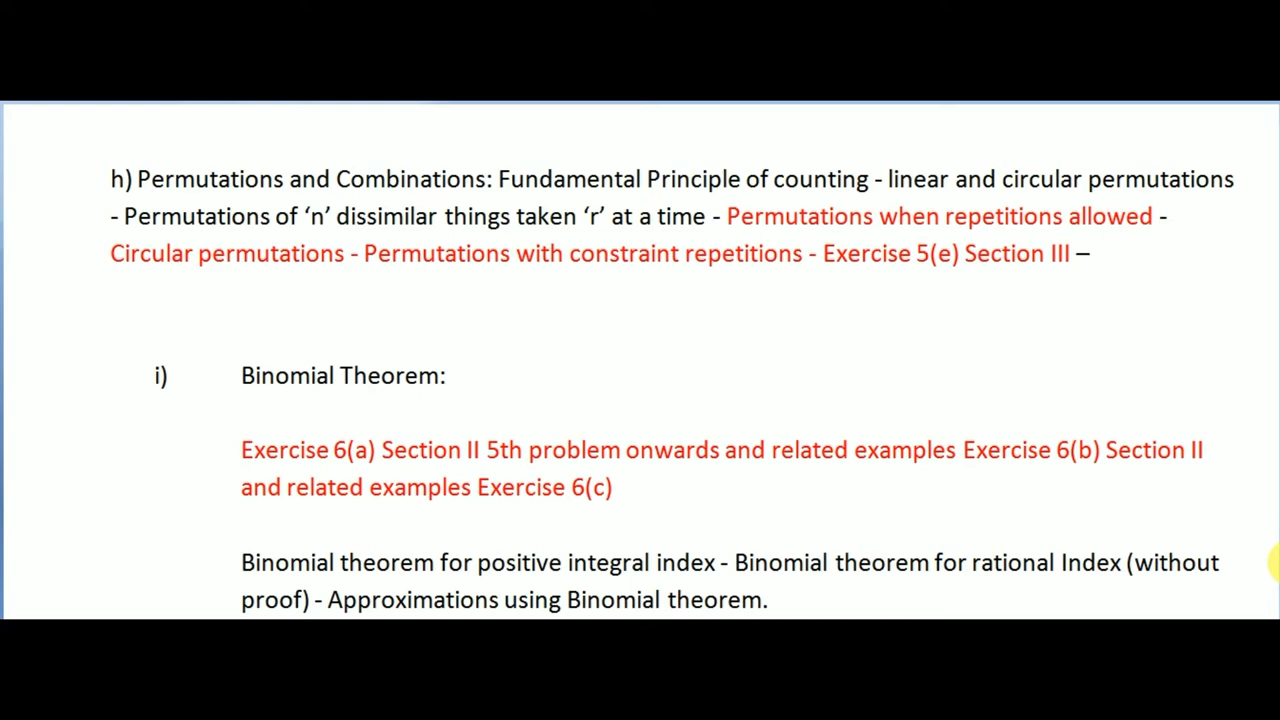 h) Permutations and Combinations: Fundamental Principle of counting - linear and circular permutations
- Permutations of ‘n’ dissimilar things taken ‘r’ at a time - Permutations when repetitions allowed -
Circular permutations - Permutations with constraint repetitions - Exercise 5(e) Section III –
i) Binomial Theorem:
Exercise 6(a) Section II 5th problem onwards and related examples Exercise 6(b) Section II
and related examples Exercise 6(c)
Binomial theorem for positive integral index - Binomial theorem for rational Index (without
proof) - Approximations using Binomial theorem.